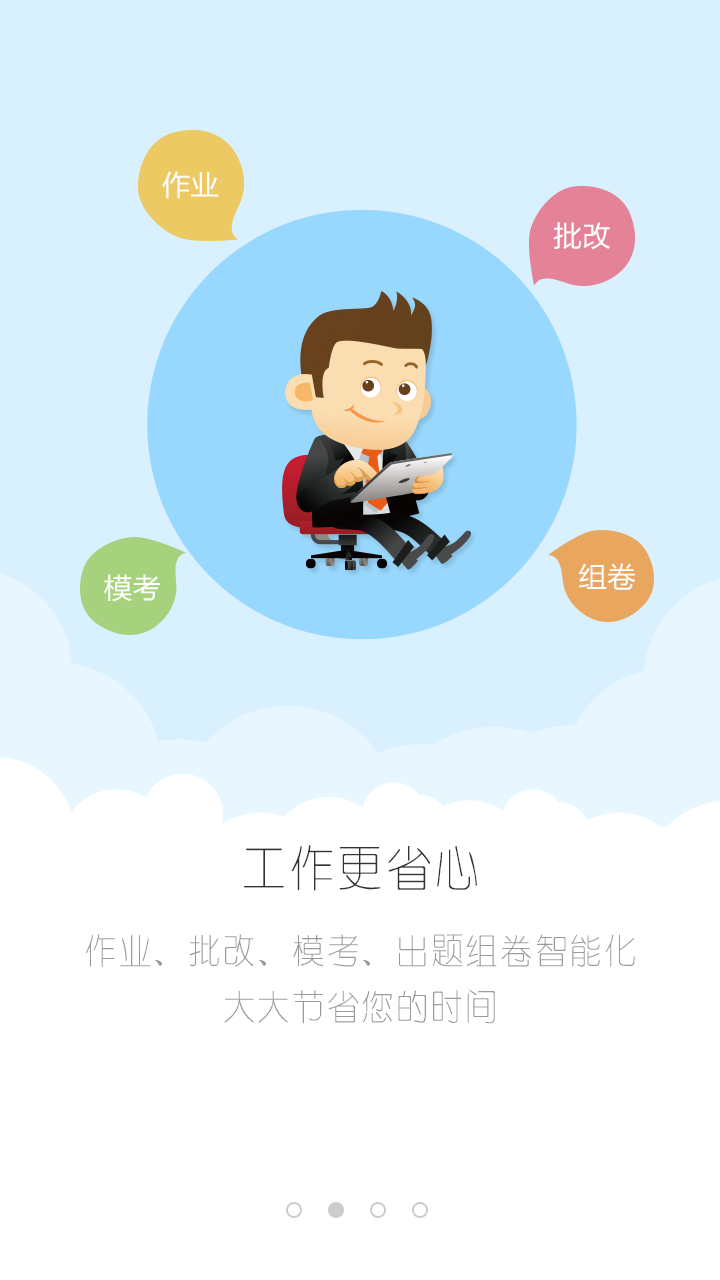 作业
批改
模考
组卷
工作更省心
作业、批改、模考、出题组卷智能化
大大节省您的时间